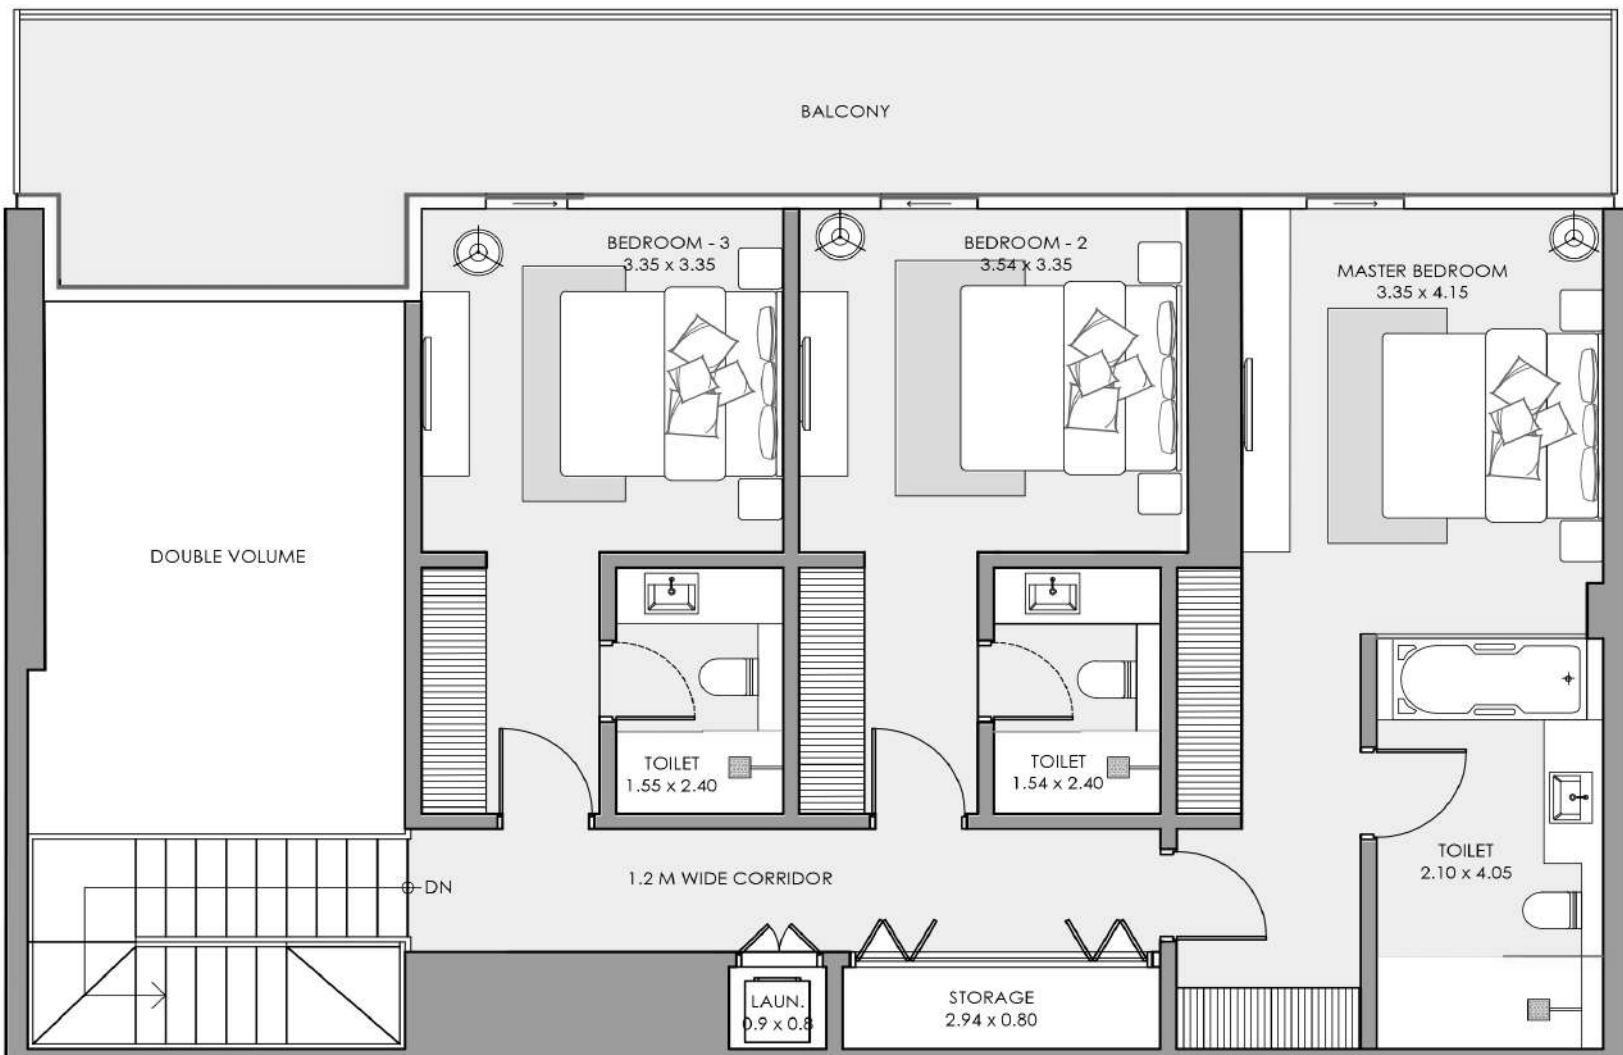 BALCONY
BEDROOM - 3
3.35 x 3.35
BEDROOM - 2
3.54 x 3.35
MASTER BEDROOM
3.35 x 4.15
DOUBLE VOLUME
TOILET
1.55 x 2.40
TOILET
1.54 x 2.40
TOILET
2.10 x 4.05
DN
1.2 M WIDE CORRIDOR
LAUN.
0.9 x 0.8
STORAGE
2.94 x 0.80